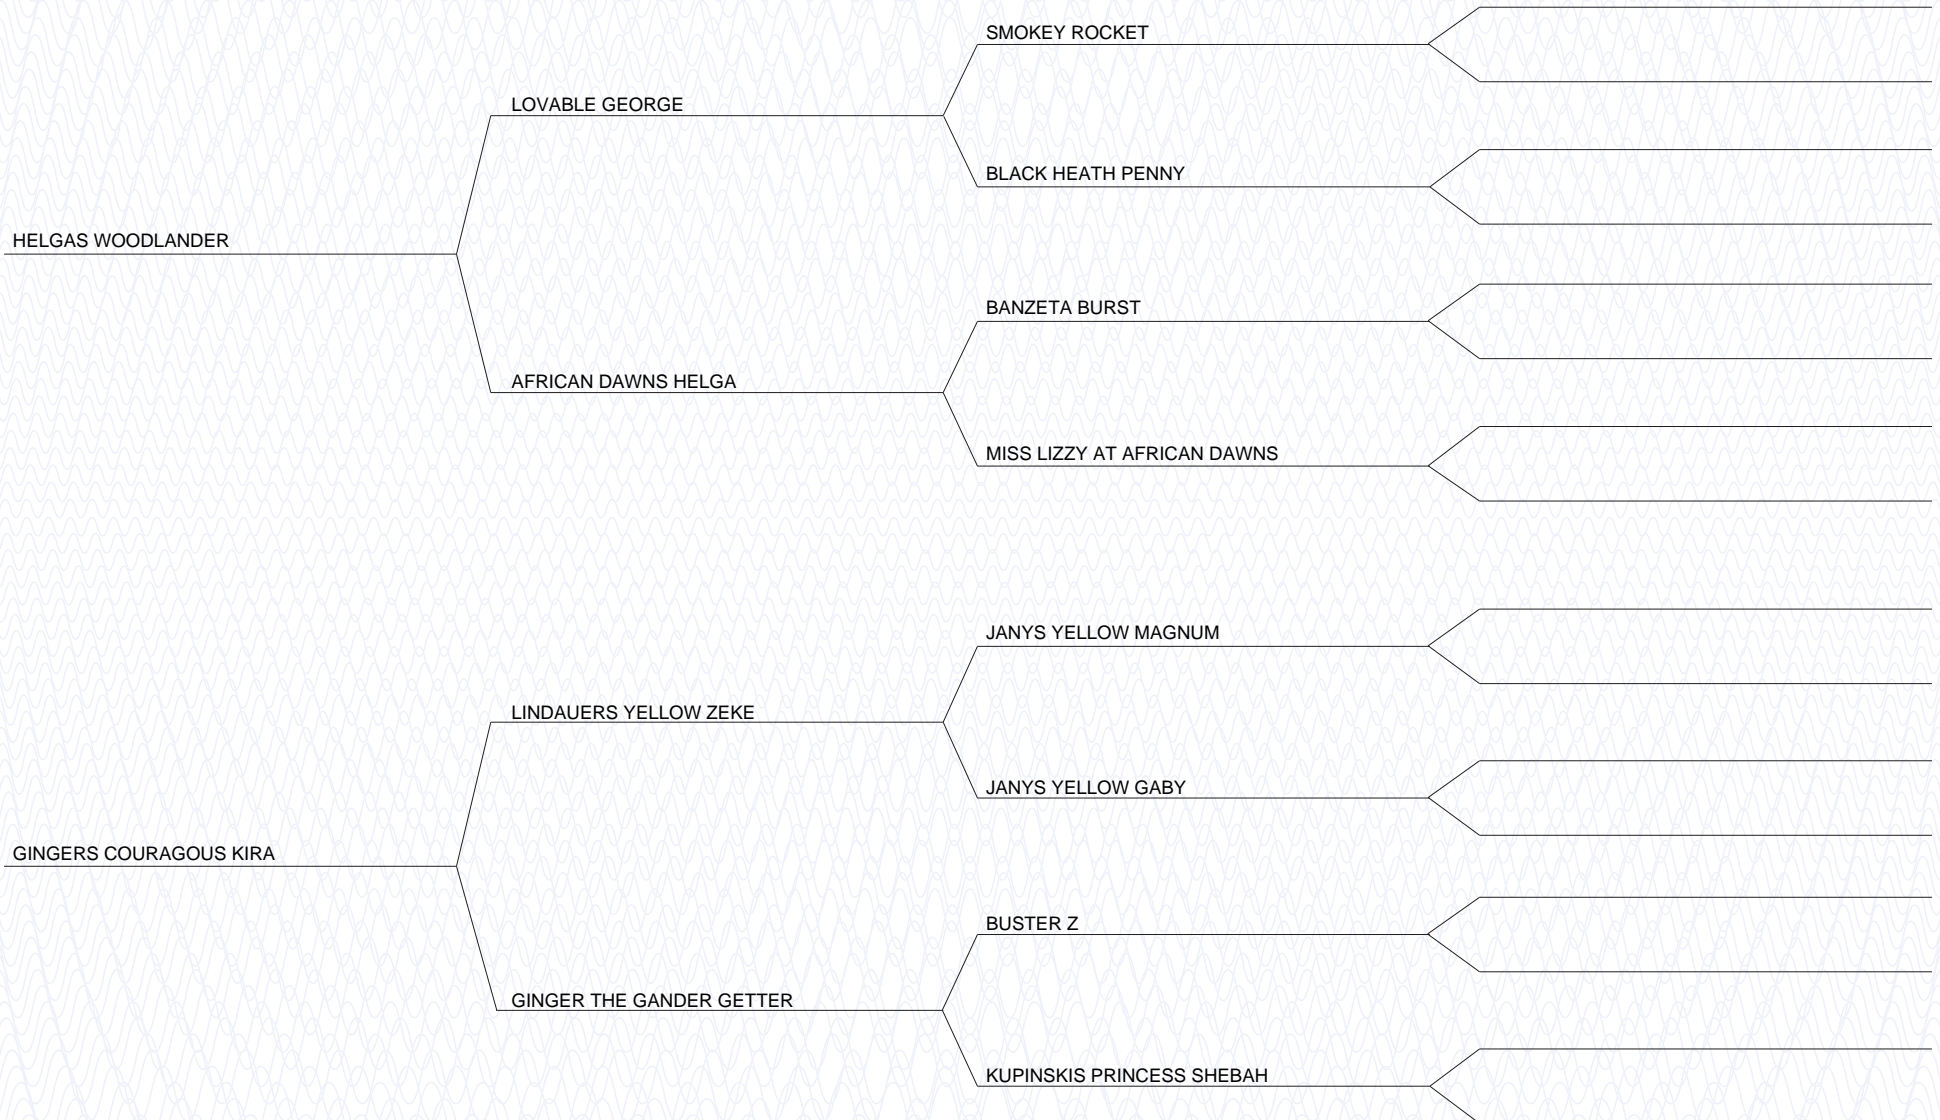 SMOKEY ROCKET
LOVABLE GEORGE
BLACK HEATH PENNY
HELGAS WOODLANDER
BANZETA BURST
AFRICAN DAWNS HELGA
MISS LIZZY AT AFRICAN DAWNS
JANYS YELLOW MAGNUM
LINDAUERS YELLOW ZEKE
JANYS YELLOW GABY
GINGERS COURAGOUS KIRA
BUSTER Z
GINGER THE GANDER GETTER
KUPINSKIS PRINCESS SHEBAH